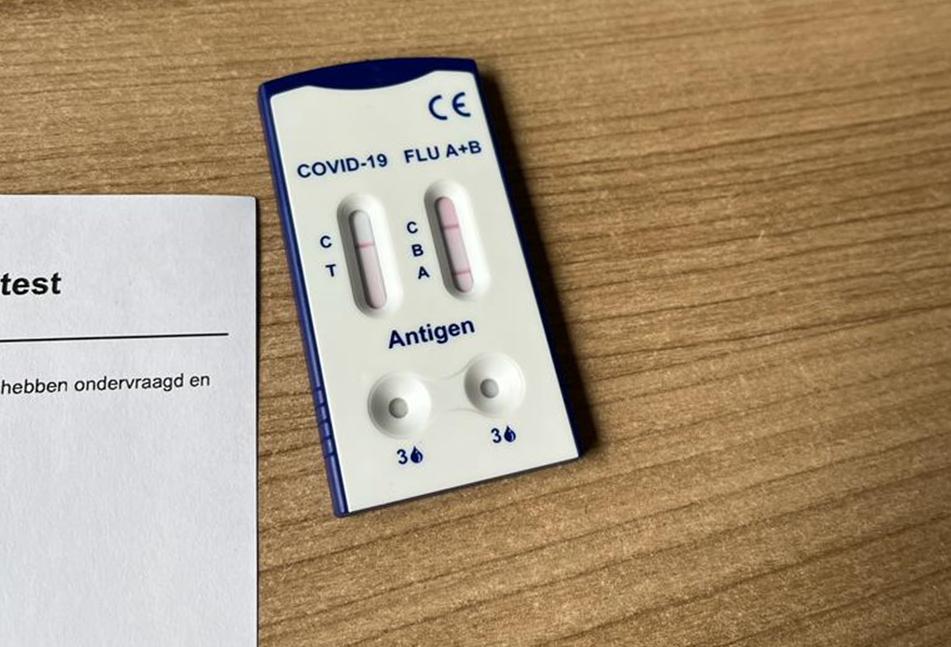 test
hebben ondervraagd en
CE
COVID-19 FLU A+B
C
T
C
B
A
Antigen
3
3